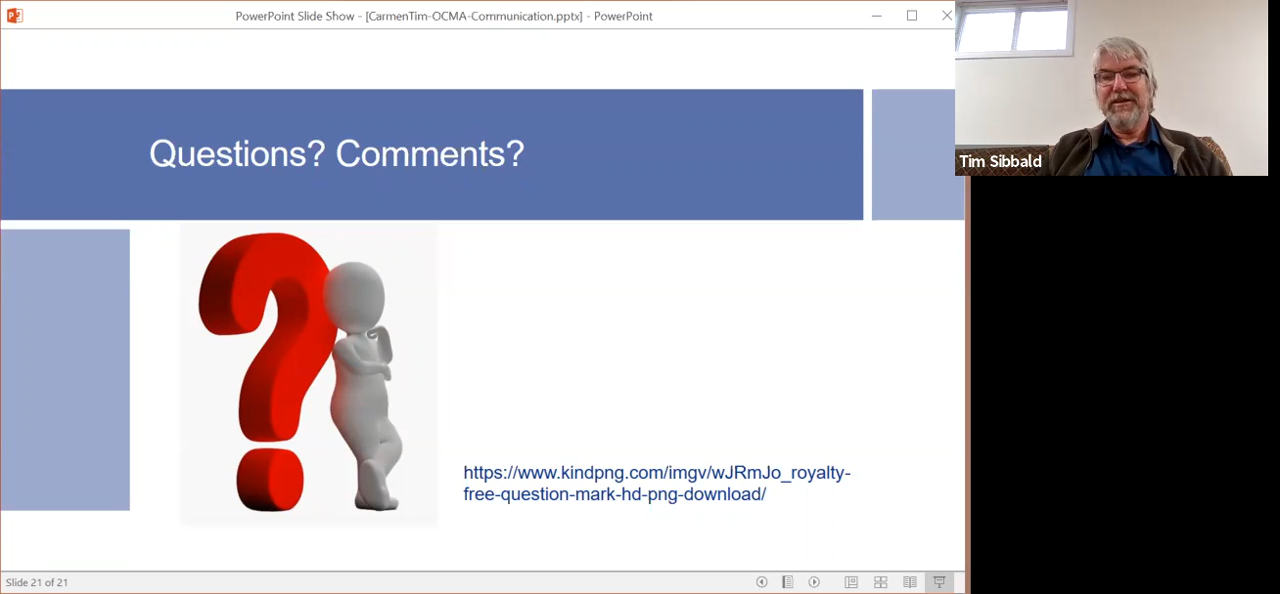 PowerPoint Slide Show - [CarmenTim-OCMA-Communication.pptx] - PowerPoint
Questions? Comments?
Tim Sibbald
https://www.kindpng.com/imgv/wJRmJo_royalty-
free-question-mark-hd-png-download/
Slide 21 of 21